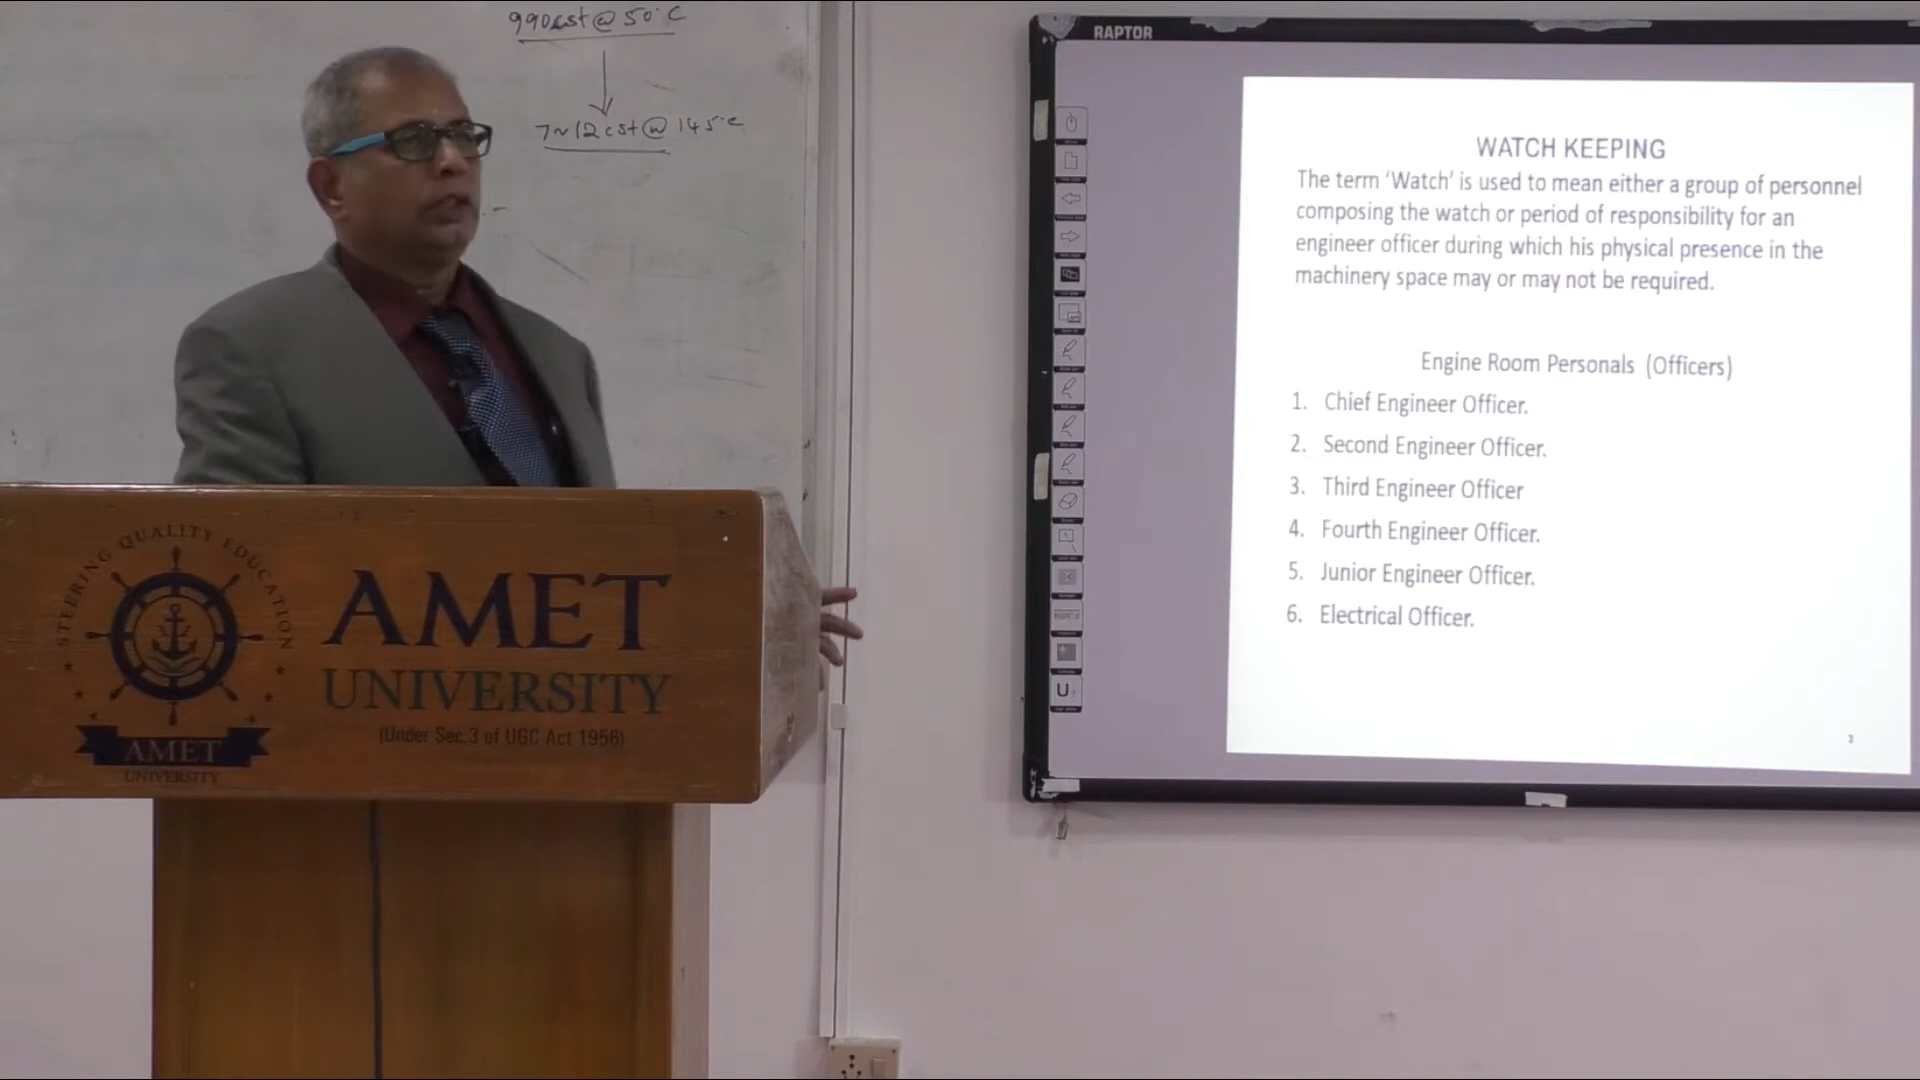 990cst@50°C
7~12cst@145°C
STEERING QUALITY EDUCATION
AMET
UNIVERSITY
(Under Sec.3 of UGC Act 1956)
AMET
UNIVERSITY
RAPTOR
WATCH KEEPING
The term 'Watch' is used to mean either a group of personnel
composing the watch or period of responsibility for an
engineer officer during which his physical presence in the
machinery space may or may not be required.
Engine Room Personals (Officers)
1. Chief Engineer Officer.
2. Second Engineer Officer.
3. Third Engineer Officer
4. Fourth Engineer Officer.
5. Junior Engineer Officer.
6. Electrical Officer.
3